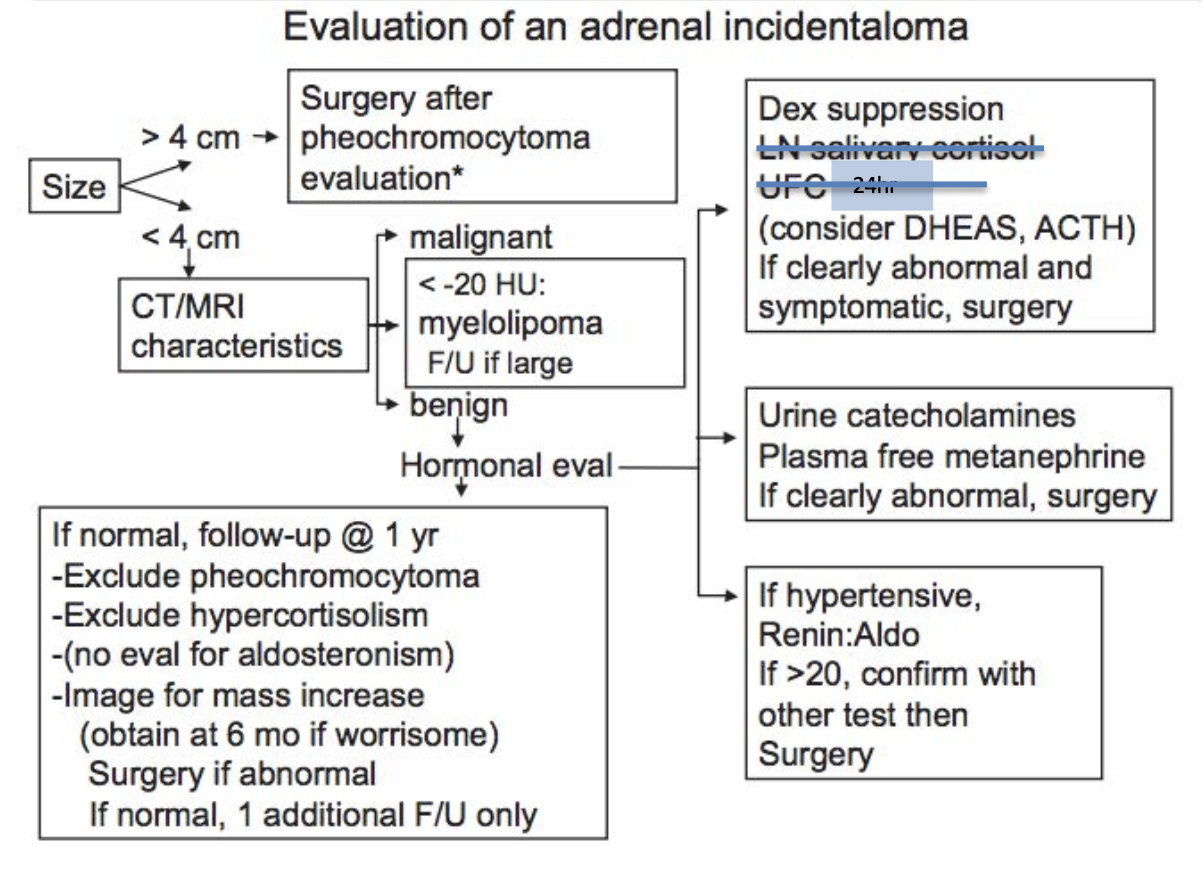 Evaluation of an adrenal incidentaloma
Size
> 4 cm
Surgery after
pheochromocytoma
evaluation*
< 4 cm
CT/MRI
characteristics
malignant
< -20 HU:
myelolipoma
F/U if large
benign
Hormonal eval
If normal, follow-up @ 1 yr
-Exclude pheochromocytoma
-Exclude hypercortisolism
-(no eval for aldosteronism)
-Image for mass increase
(obtain at 6 mo if worrisome)
Surgery if abnormal
If normal, 1 additional F/U only
Dex suppression
LN salivary cortisol
UFC 24hr
(consider DHEAS, ACTH)
If clearly abnormal and
symptomatic, surgery
Urine catecholamines
Plasma free metanephrine
If clearly abnormal, surgery
If hypertensive,
Renin:Aldo
If >20, confirm with
other test then
Surgery